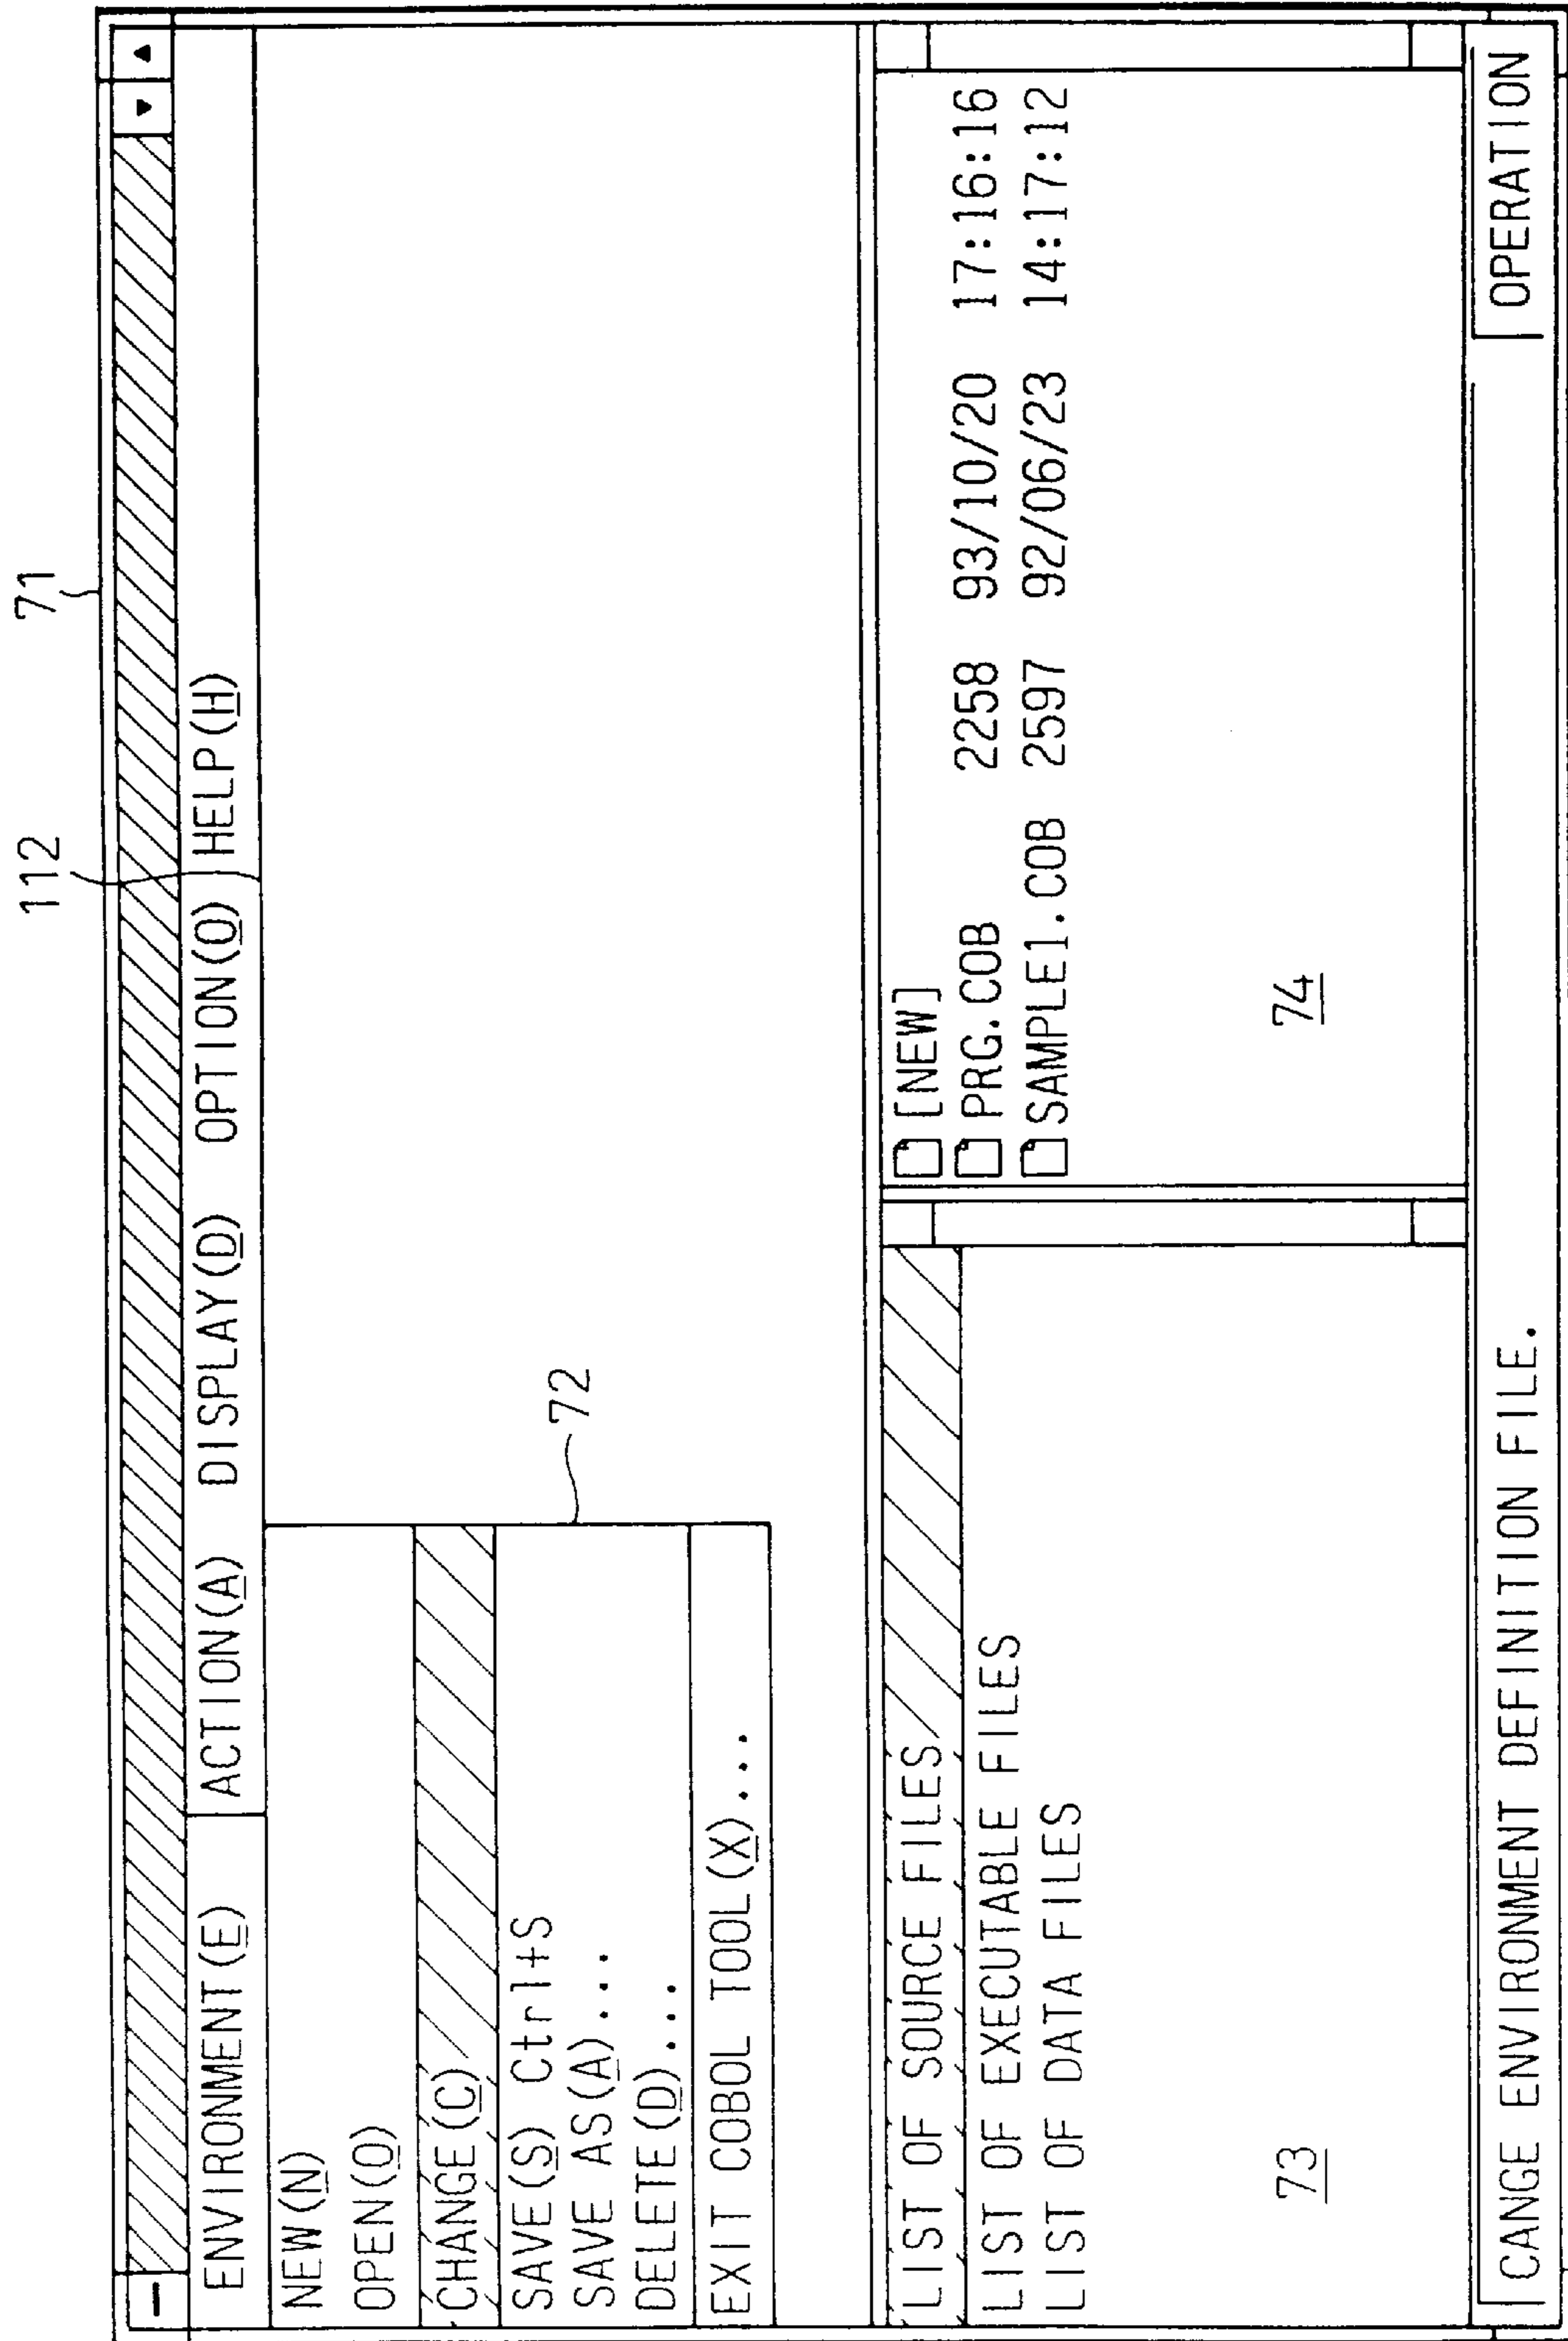 71
112
ENVIRONMENT(E) ACTION(A) DISPLAY(D) OPTION(O) HELP(H)
NEW(N)
OPEN(O)
CHANGE(C)
SAVE(S) Ctrl+S
SAVE AS(A)...
DELETE(D)...
EXIT COBOL TOOL(X)...
72
LIST OF SOURCE FILES
LIST OF EXECUTABLE FILES
LIST OF DATA FILES
73
[NEW]
PRG.COB 2258 93/10/20 17:16:16
SAMPLE1.COB 2597 92/06/23 14:17:12
74
CANGE ENVIRONMENT DEFINITION FILE.
OPERATION